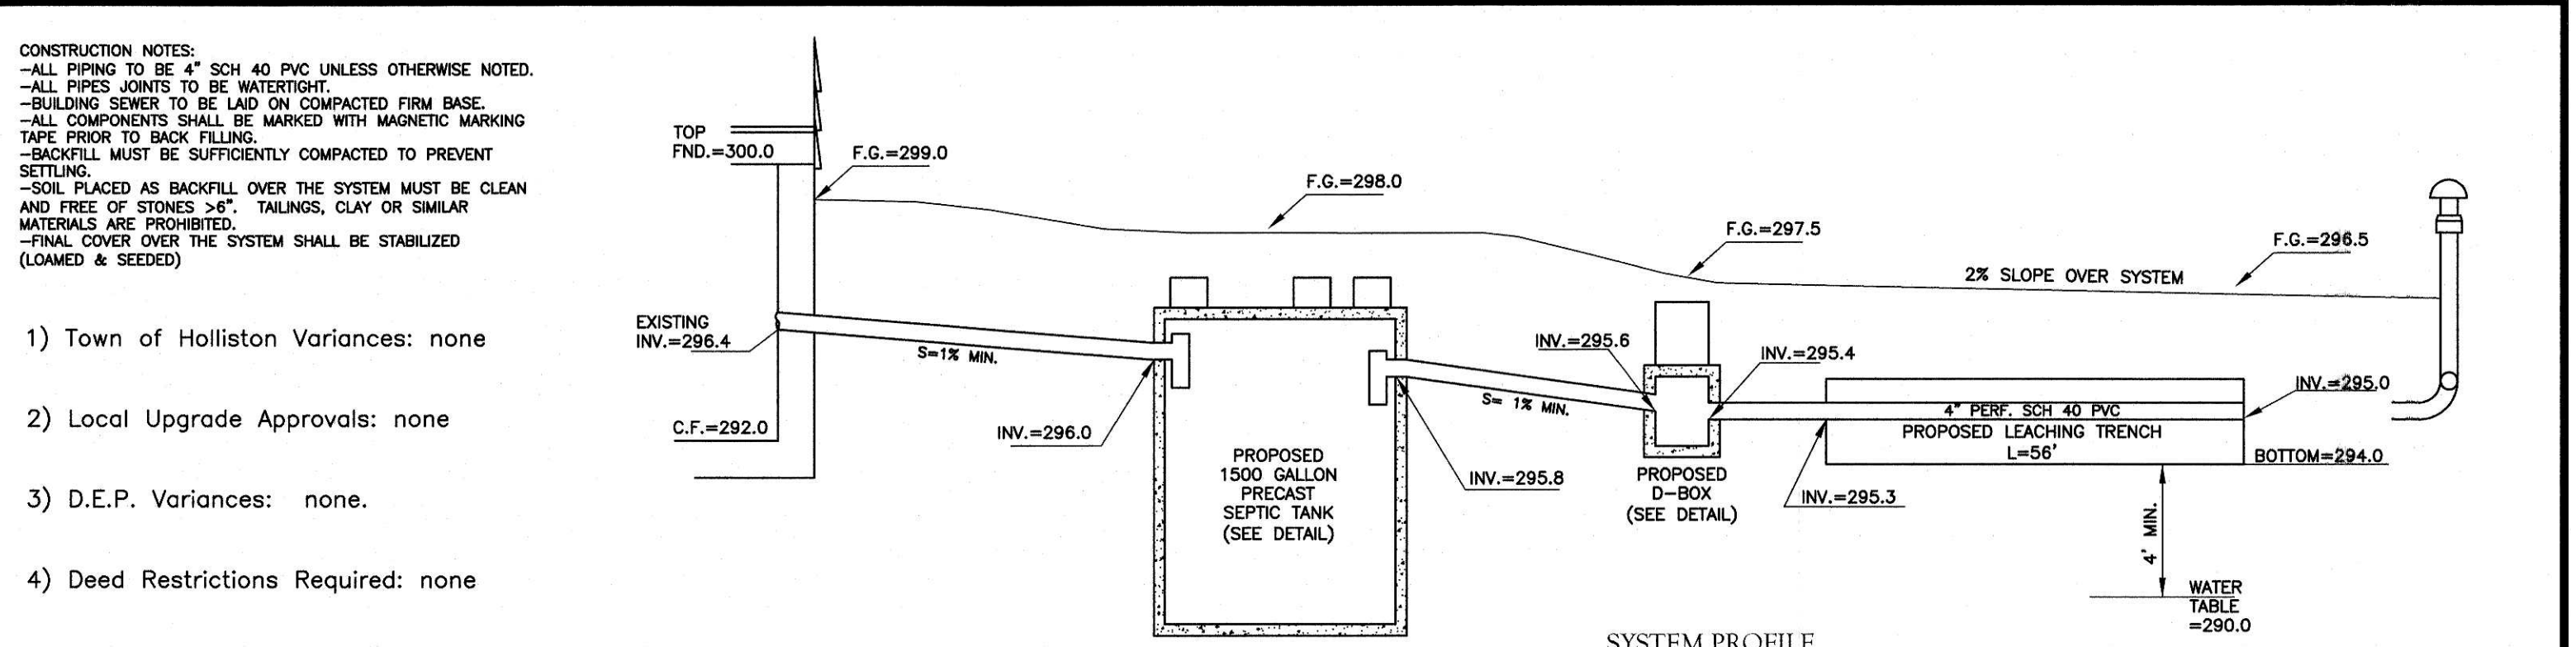 CONSTRUCTION NOTES:
-ALL PIPING TO BE 4" SCH 40 PVC UNLESS OTHERWISE NOTED.
-ALL PIPES JOINTS TO BE WATERTIGHT.
-BUILDING SEWER TO BE LAID ON COMPACTED FIRM BASE.
-ALL COMPONENTS SHALL BE MARKED WITH MAGNETIC MARKING
TAPE PRIOR TO BACK FILLING.
-BACKFILL MUST BE SUFFICIENTLY COMPACTED TO PREVENT
SETTLING.
-SOIL PLACED AS BACKFILL OVER THE SYSTEM MUST BE CLEAN
AND FREE OF STONES >6". TAILINGS, CLAY OR SIMILAR
MATERIALS ARE PROHIBITED.
-FINAL COVER OVER THE SYSTEM SHALL BE STABILIZED
(LOAMED & SEEDED)
1) Town of Holliston Variances: none
2) Local Upgrade Approvals: none
3) D.E.P. Variances: none.
4) Deed Restrictions Required: none
TOP
FND.=300.0
F.G.=299.0
F.G.=298.0
F.G.=297.5
F.G.=296.5
2% SLOPE OVER SYSTEM
EXISTING
INV.=296.4
S=1% MIN.
C.F.=292.0
INV.=296.0
PROPOSED
1500 GALLON
PRECAST
SEPTIC TANK
(SEE DETAIL)
INV.=295.8
S= 1% MIN.
INV.=295.6
INV.=295.4
PROPOSED
D-BOX
(SEE DETAIL)
INV.=295.3
4" PERF. SCH 40 PVC
PROPOSED LEACHING TRENCH
L=56'
INV.=295.0
BOTTOM=294.0
4' MIN.
WATER
TABLE
=290.0
SYSTEM PROFILE